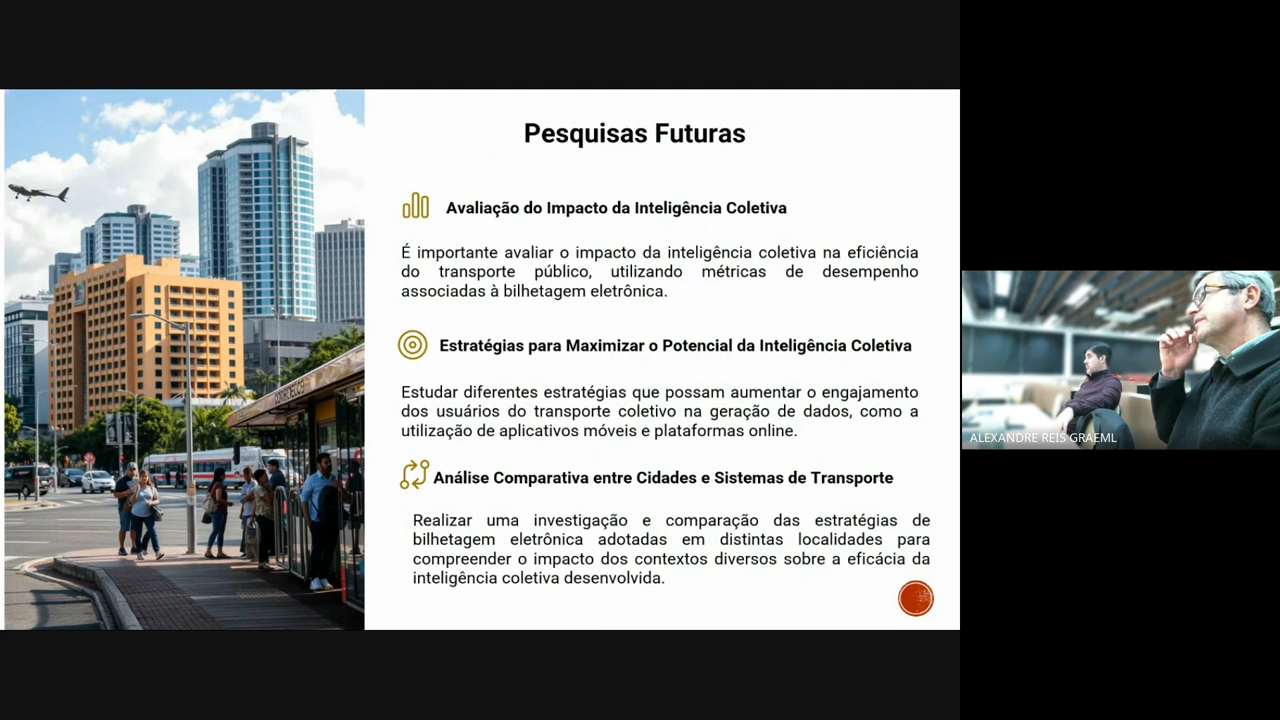 Pesquisas Futuras
Avaliação do Impacto da Inteligência Coletiva
É importante avaliar o impacto da inteligência coletiva na eficiência
do transporte público, utilizando métricas de desempenho
associadas à bilhetagem eletrônica.
Estratégias para Maximizar o Potencial da Inteligência Coletiva
Estudar diferentes estratégias que possam aumentar o engajamento
dos usuários do transporte coletivo na geração de dados, como a
utilização de aplicativos móveis e plataformas online.
Análise Comparativa entre Cidades e Sistemas de Transporte
Realizar uma investigação e comparação das estratégias de
bilhetagem eletrônica adotadas em distintas localidades para
compreender o impacto dos contextos diversos sobre a eficácia da
inteligência coletiva desenvolvida.
ALEXANDRE REIS GRAEML